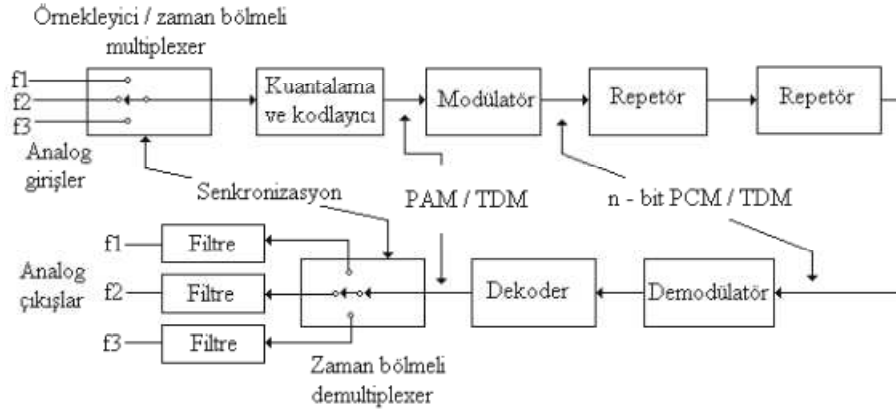 Örnekleyici / zaman bölmeli
multiplexer
f1
f2
f3
Analog
girişler
Kuantalama
ve kodlayıcı
Modülatör
Repetör
Repetör
Senkronizasyon
PAM / TDM
n - bit PCM / TDM
f1
Filtre
Analog
çıkışlar
f2
Filtre
f3
Filtre
Zaman bölmeli
demultiplexer
Dekoder
Demodülatör